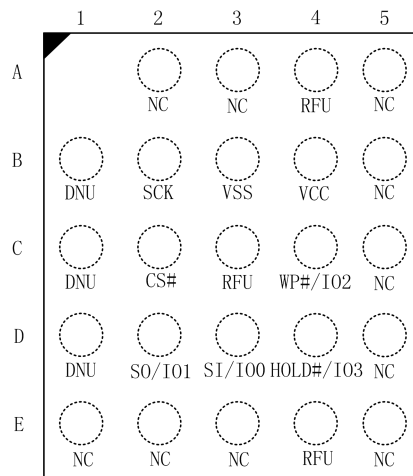 1 2 3 4 5
A
NC NC RFU NC
B
DNU SCK VSS VCC NC
C
DNU CS# RFU WP#/IO2 NC
D
DNU SO/IO1 SI/IO0 HOLD#/IO3 NC
E
NC NC NC RFU NC